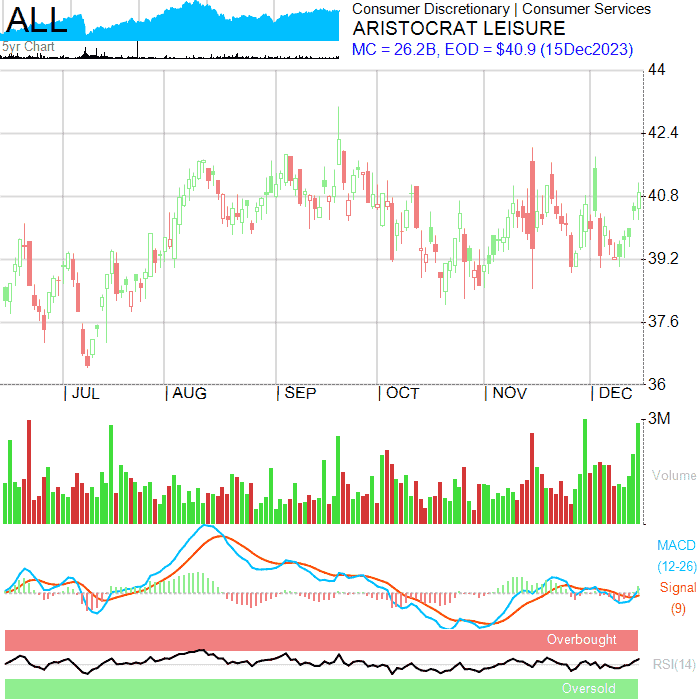 ALL
5yr Chart
Consumer Discretionary | Consumer Services
ARISTOCRAT LEISURE
MC = 26.2B, EOD = $40.9 (15Dec2023)
44
42.4
40.8
39.2
37.6
36
| JUL | AUG | SEP | OCT | NOV | DEC
3M
Volume
MACD
(12-26)
Signal
(9)
Overbought
RSI(14)
Oversold